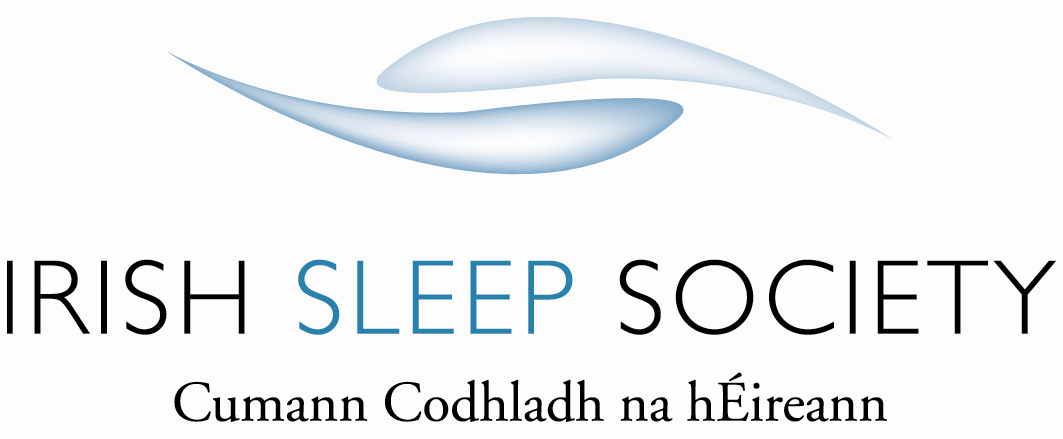 IRISH SLEEP SOCIETY
Cumann Codhladh na hÉireann